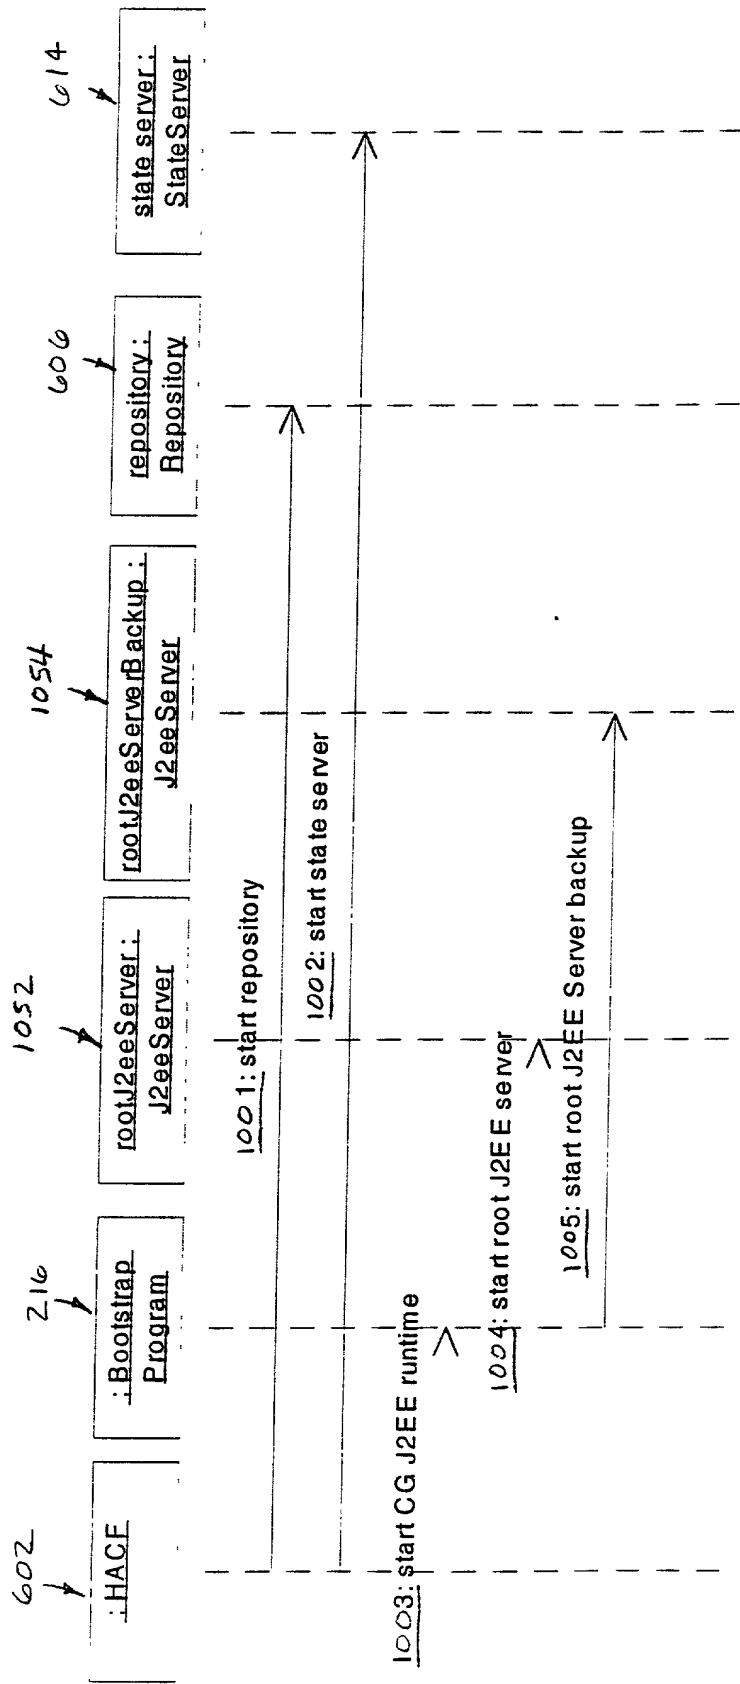 602
: HACF
216
: Bootstrap
Program
1052
rootJ2eeServer :
J2eeServer
1054
rootJ2eeServerBackup :
J2eeServer
606
repository :
Repository
614
state server :
StateServer
1001: start repository
1002: start state server
1003: start CG J2EE runtime
1004: start root J2EE server
1005: start root J2EE Server backup